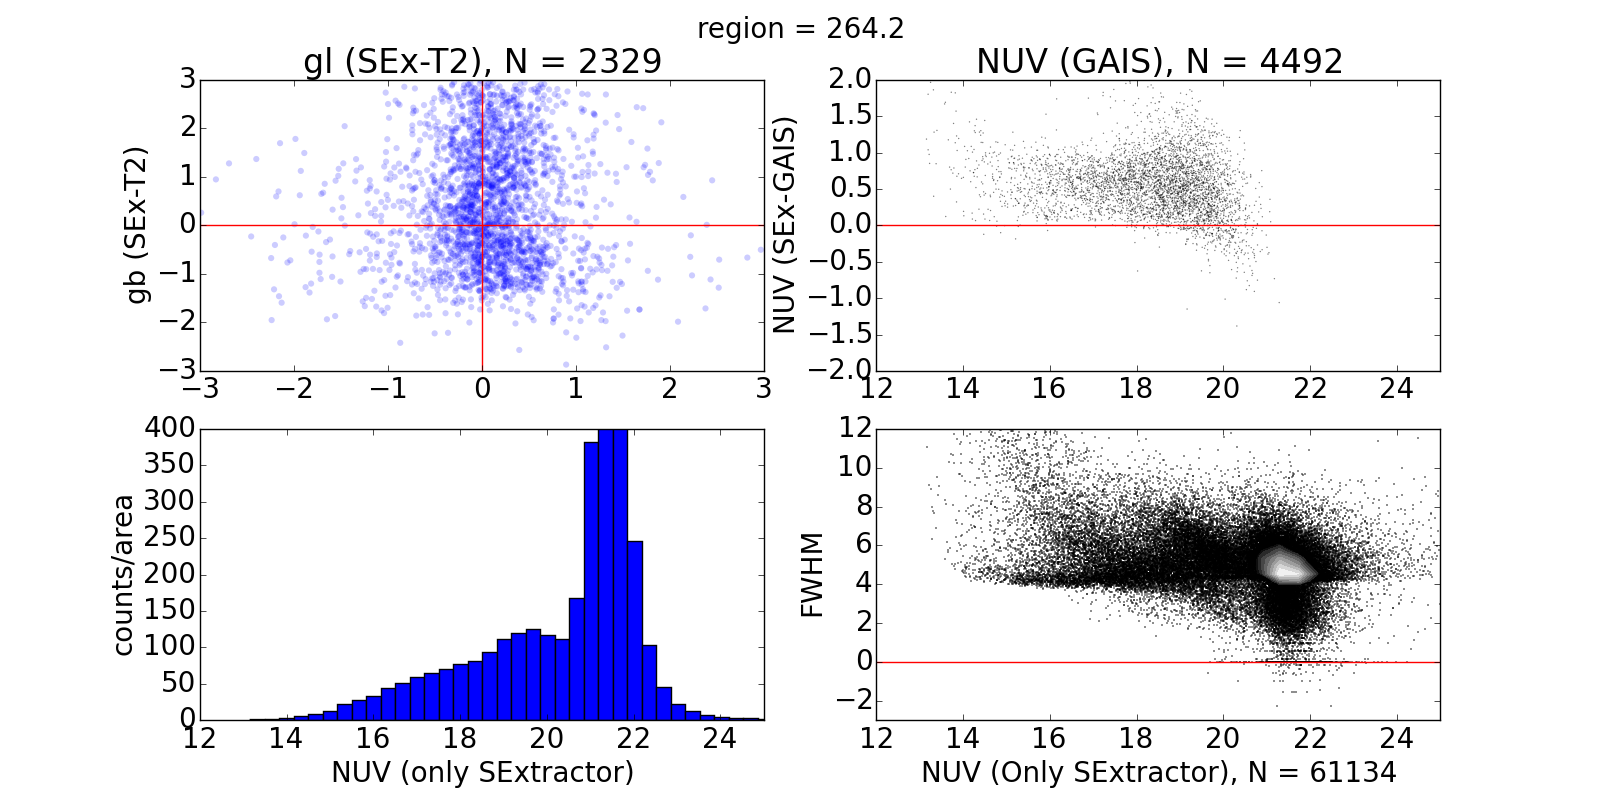 region = 264.2
gl (SEx-T2), N = 2329
NUV (GAIS), N = 4492
3
2
1
0
−1
−2
−3
gb (SEx-T2)
−3 −2 −1 0 1 2 3
2.0
1.5
1.0
0.5
0.0
−0.5
−1.0
−1.5
−2.0
NUV (SEx-GAIS)
12 14 16 18 20 22 24
400
350
300
250
200
150
100
50
0
counts/area
12 14 16 18 20 22 24
NUV (only SExtractor)
12
10
8
6
4
2
0
−2
FWHM
12 14 16 18 20 22 24
NUV (Only SExtractor), N = 61134